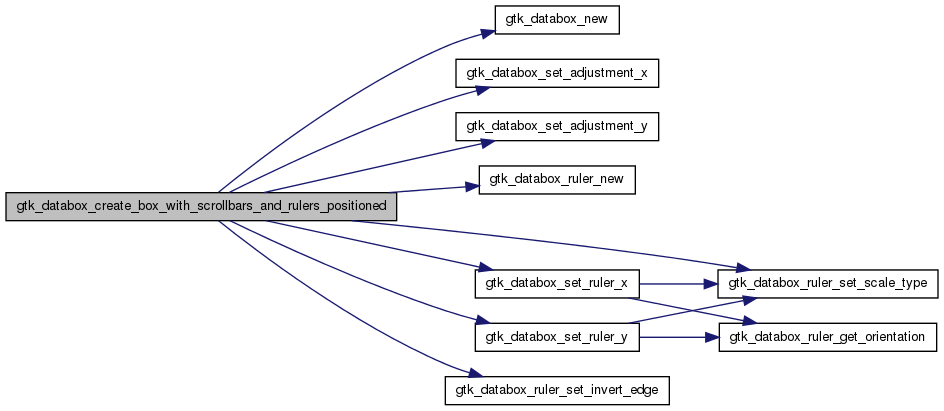 gtk_databox_new
gtk_databox_set_adjustment_x
gtk_databox_set_adjustment_y
gtk_databox_ruler_new
gtk_databox_create_box_with_scrollbars_and_rulers_positioned
gtk_databox_set_ruler_x
gtk_databox_ruler_set_scale_type
gtk_databox_set_ruler_y
gtk_databox_ruler_get_orientation
gtk_databox_ruler_set_invert_edge